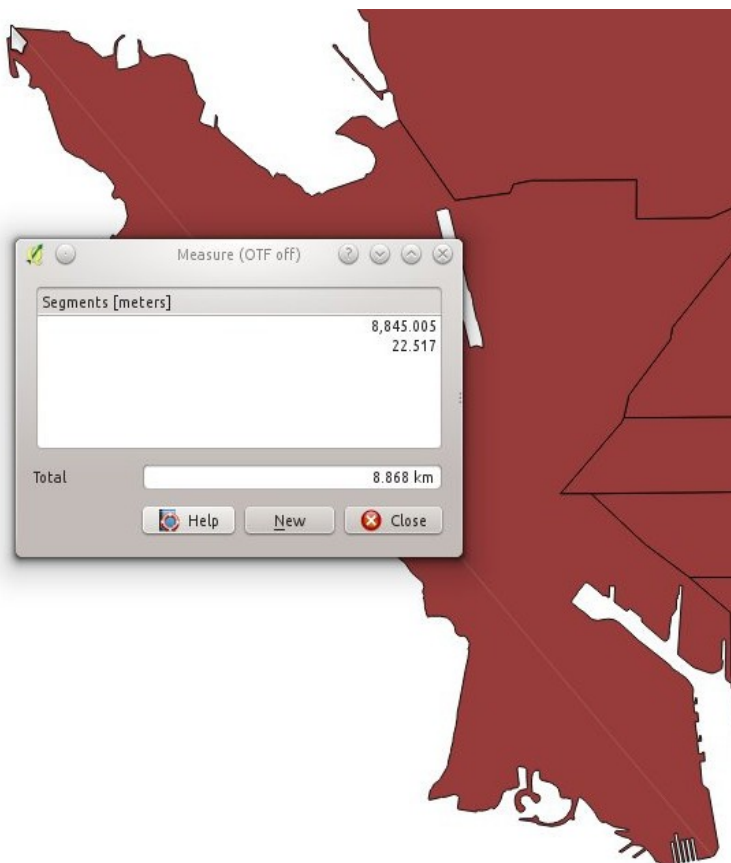 Measure (OTF off)
Segments [meters]
8,845.005
22.517
Total 8.868 km
Help New Close